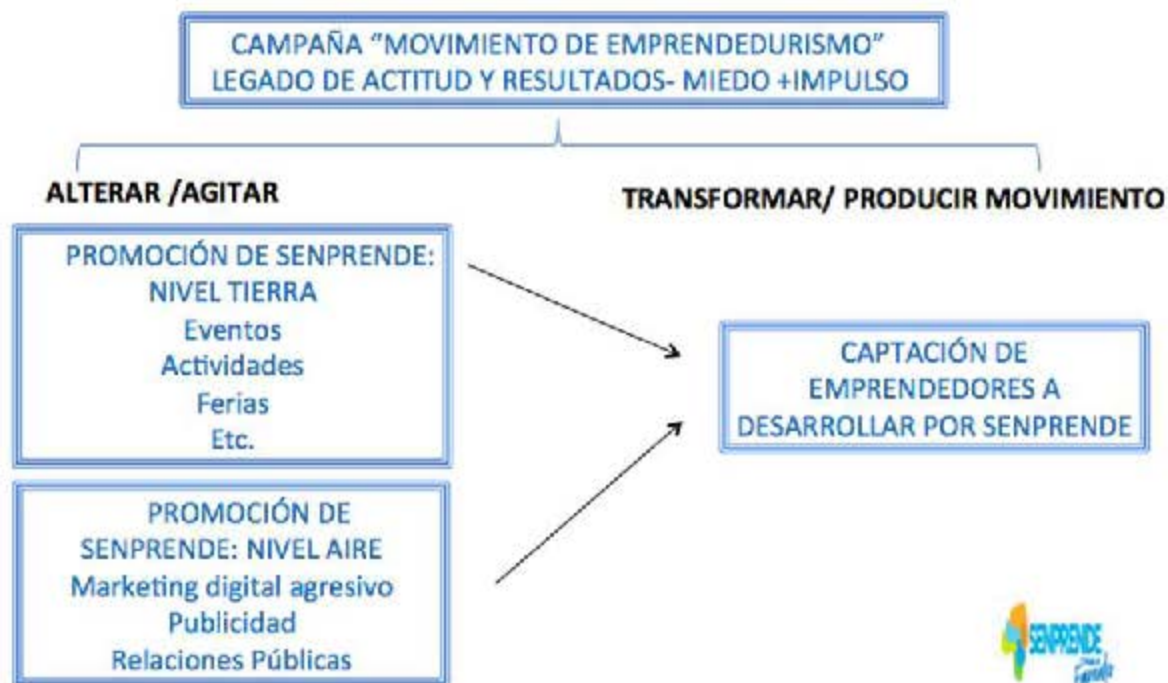 CAMPAÑA "MOVIMIENTO DE EMPRENDEDURISMO"
LEGADO DE ACTITUD Y RESULTADOS- MIEDO +IMPULSO
ALTERAR /AGITAR
TRANSFORMAR/ PRODUCIR MOVIMIENTO
PROMOCIÓN DE SENPRENDE:
NIVEL TIERRA
Eventos
Actividades
Ferias
Etc.
CAPTACIÓN DE
EMPRENDEDORES A
DESARROLLAR POR SENPRENDE
PROMOCIÓN DE
SENPRENDE: NIVEL AIRE
Marketing digital agresivo
Publicidad
Relaciones Públicas
SENPRENDE